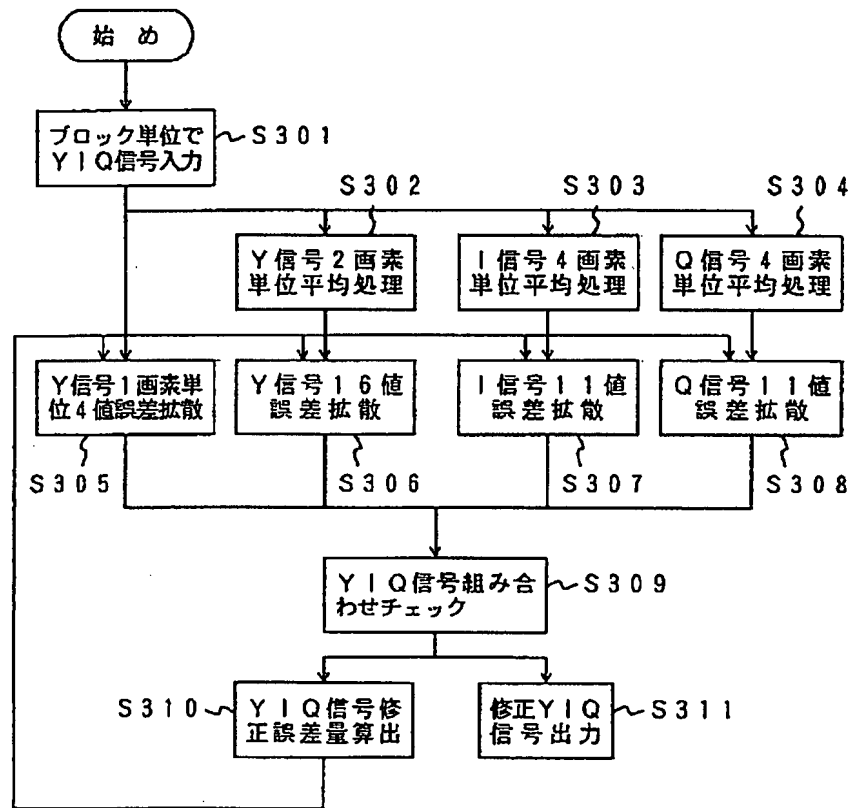 始め
ブロック単位で
YIQ信号入力
S301
S302
S303
S304
Y信号2画素
単位平均処理
I信号4画素
単位平均処理
Q信号4画素
単位平均処理
Y信号1画素単
位4値誤差拡散
Y信号16値
誤差拡散
I信号11値
誤差拡散
Q信号11値
誤差拡散
S305
S306
S307
S308
YIQ信号組み合
わせチェック
S309
S310
YIQ信号修
正誤差量算出
修正YIQ
信号出力
S311